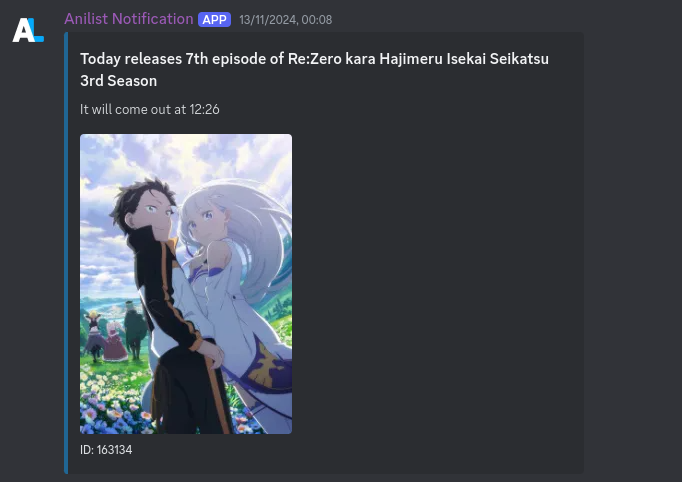 AL
Anilist Notification APP 13/11/2024, 00:08
Today releases 7th episode of Re:Zero kara Hajimeru Isekai Seikatsu
3rd Season
It will come out at 12:26
ID: 163134